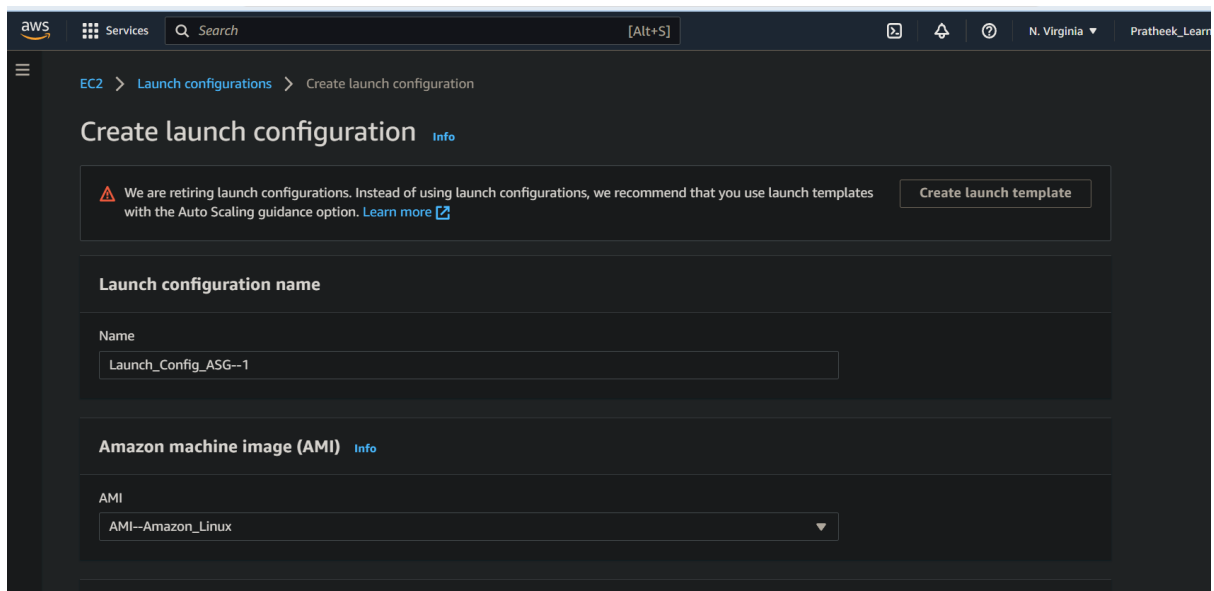 aws Services Search [Alt+S] N. Virginia Pratheek_Learn
EC2 Launch configurations Create launch configuration
Create launch configuration Info
We are retiring launch configurations. Instead of using launch configurations, we recommend that you use launch templates
with the Auto Scaling guidance option. Learn more
Create launch template
Launch configuration name
Name
Launch_Config_ASG--1
Amazon machine image (AMI) Info
AMI
AMI--Amazon_Linux